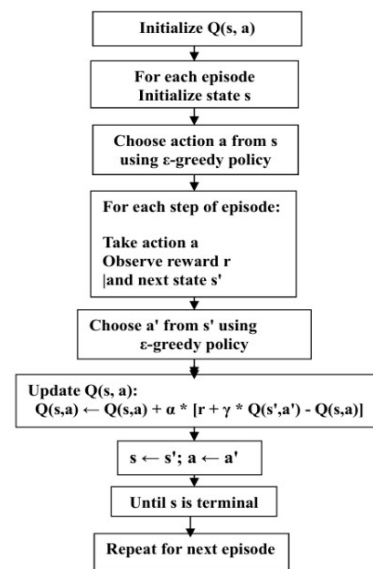 Initialize Q(s, a)
For each episode
Initialize state s
Choose action a from s
using ε-greedy policy
For each step of episode:
Take action a
Observe reward r
|and next state s'
Choose a' from s' using
ε-greedy policy
Update Q(s, a):
Q(s,a) ← Q(s,a) + α * [r + γ * Q(s',a') - Q(s,a)]
s ← s'; a ← a'
Until s is terminal
Repeat for next episode